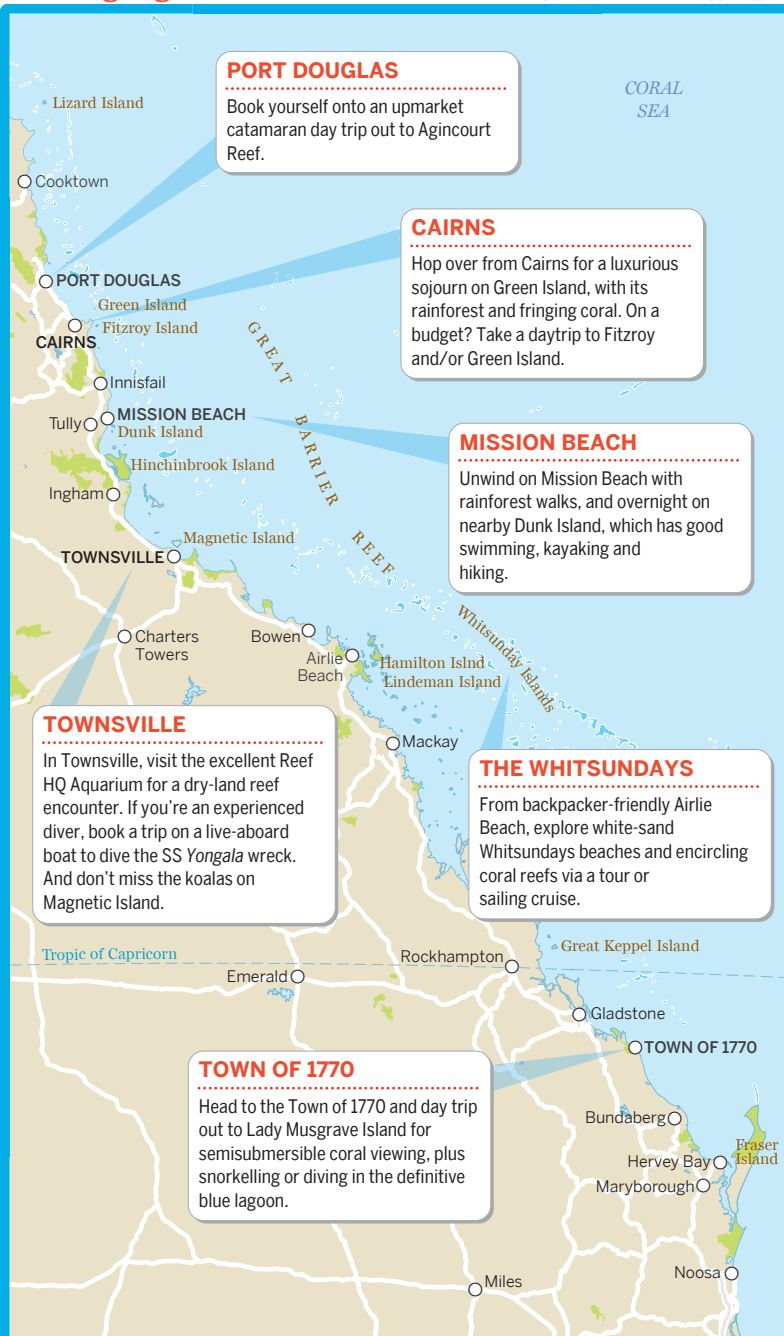 CORAL
SEA
Lizard Island
PORT DOUGLAS
Book yourself onto an upmarket
catamaran day trip out to Agincourt
Reef.
Cooktown
CAIRNS
Hop over from Cairns for a luxurious
sojourn on Green Island, with its
rainforest and fringing coral. On a
budget? Take a daytrip to Fitzroy
and/or Green Island.
PORT DOUGLAS
Green Island
Fitzroy Island
CAIRNS
GREAT BARRIER REEF
Innisfail
MISSION BEACH
Tully
Dunk Island
MISSION BEACH
Unwind on Mission Beach with
rainforest walks, and overnight on
nearby Dunk Island, which has good
swimming, kayaking and
hiking.
Hinchinbrook Island
Ingham
Magnetic Island
TOWNSVILLE
Charters
Towers
Bowen
Airlie
Beach
Whitsunday Islands
Hamilton Islnd
Lindeman Island
TOWNSVILLE
In Townsville, visit the excellent Reef
HQ Aquarium for a dry-land reef
encounter. If you're an experienced
diver, book a trip on a live-aboard
boat to dive the SS Yongala wreck.
And don't miss the koalas on
Magnetic Island.
Mackay
THE WHITSUNDAYS
From backpacker-friendly Airlie
Beach, explore white-sand
Whitsundays beaches and encircling
coral reefs via a tour or
sailing cruise.
Tropic of Capricorn
Rockhampton
Great Keppel Island
Emerald
Gladstone
TOWN OF 1770
TOWN OF 1770
Head to the Town of 1770 and day trip
out to Lady Musgrave Island for
semisubmersible coral viewing, plus
snorkelling or diving in the definitive
blue lagoon.
Bundaberg
Hervey Bay
Fraser
Island
Maryborough
Noosa
Miles